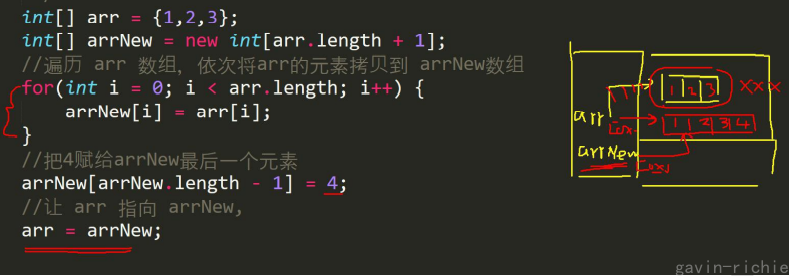 int[] arr = {1,2,3};
int[] arrNew = new int[arr.length + 1];
//遍历 arr 数组，依次将arr的元素拷贝到 arrNew数组
for(int i = 0; i < arr.length; i++) {
arrNew[i] = arr[i];
}
//把4赋给arrNew最后一个元素
arrNew[arrNew.length - 1] = 4;
//让 arr 指向 arrNew,
arr = arrNew;
1 2 3 XXX
arr
1 2 3 4
arrNew
gavin-richie